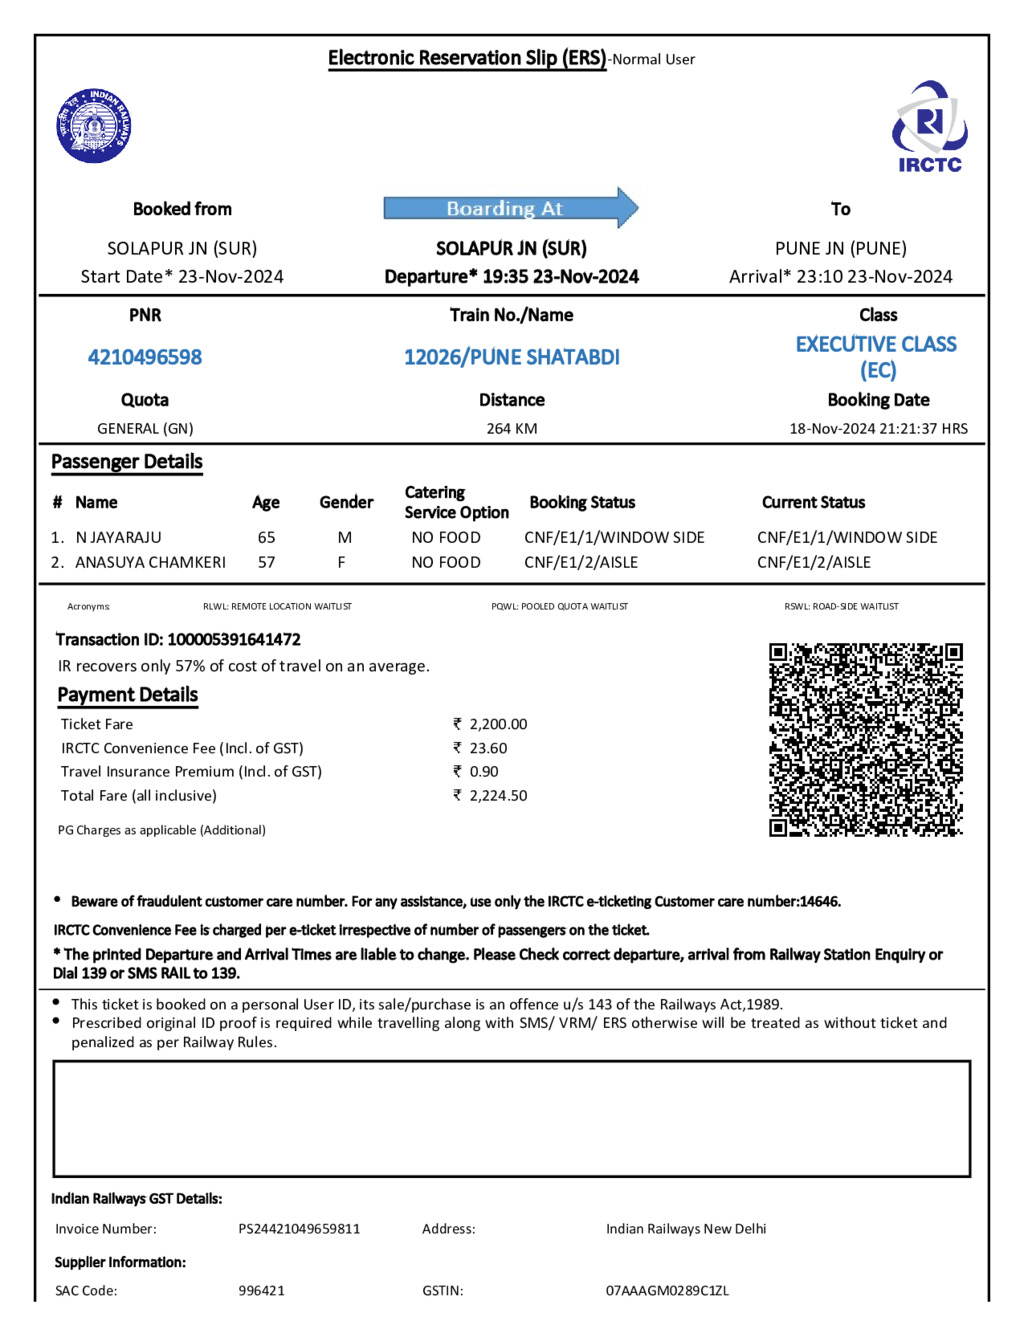 Electronic Reservation Slip (ERS)-Normal User
INDIAN RAILWAYS
भारतीय रेल
IRCTC
Booked from Boarding At To
SOLAPUR JN (SUR) SOLAPUR JN (SUR) PUNE JN (PUNE)
Start Date* 23-Nov-2024 Departure* 19:35 23-Nov-2024 Arrival* 23:10 23-Nov-2024
PNR Train No./Name Class
4210496598 12026/PUNE SHATABDI EXECUTIVE CLASS
(EC)
Quota Distance Booking Date
GENERAL (GN) 264 KM 18-Nov-2024 21:21:37 HRS
Passenger Details
# Name Age Gender Catering Service Option Booking Status Current Status
1. N JAYARAJU 65 M NO FOOD CNF/E1/1/WINDOW SIDE CNF/E1/1/WINDOW SIDE
2. ANASUYA CHAMKERI 57 F NO FOOD CNF/E1/2/AISLE CNF/E1/2/AISLE
Acronyms: RLWL: REMOTE LOCATION WAITLIST PQWL: POOLED QUOTA WAITLIST RSWL: ROAD-SIDE WAITLIST
Transaction ID: 100005391641472
IR recovers only 57% of cost of travel on an average.
Payment Details
Ticket Fare ₹ 2,200.00
IRCTC Convenience Fee (Incl. of GST) ₹ 23.60
Travel Insurance Premium (Incl. of GST) ₹ 0.90
Total Fare (all inclusive) ₹ 2,224.50
PG Charges as applicable (Additional)
• Beware of fraudulent customer care number. For any assistance, use only the IRCTC e-ticketing Customer care number:14646.
IRCTC Convenience Fee is charged per e-ticket irrespective of number of passengers on the ticket.
* The printed Departure and Arrival Times are liable to change. Please Check correct departure, arrival from Railway Station Enquiry or
Dial 139 or SMS RAIL to 139.
• This ticket is booked on a personal User ID, its sale/purchase is an offence u/s 143 of the Railways Act,1989.
• Prescribed original ID proof is required while travelling along with SMS/ VRM/ ERS otherwise will be treated as without ticket and
penalized as per Railway Rules.
Indian Railways GST Details:
Invoice Number: PS24421049659811 Address: Indian Railways New Delhi
Supplier Information:
SAC Code: 996421 GSTIN: 07AAAGM0289C1ZL